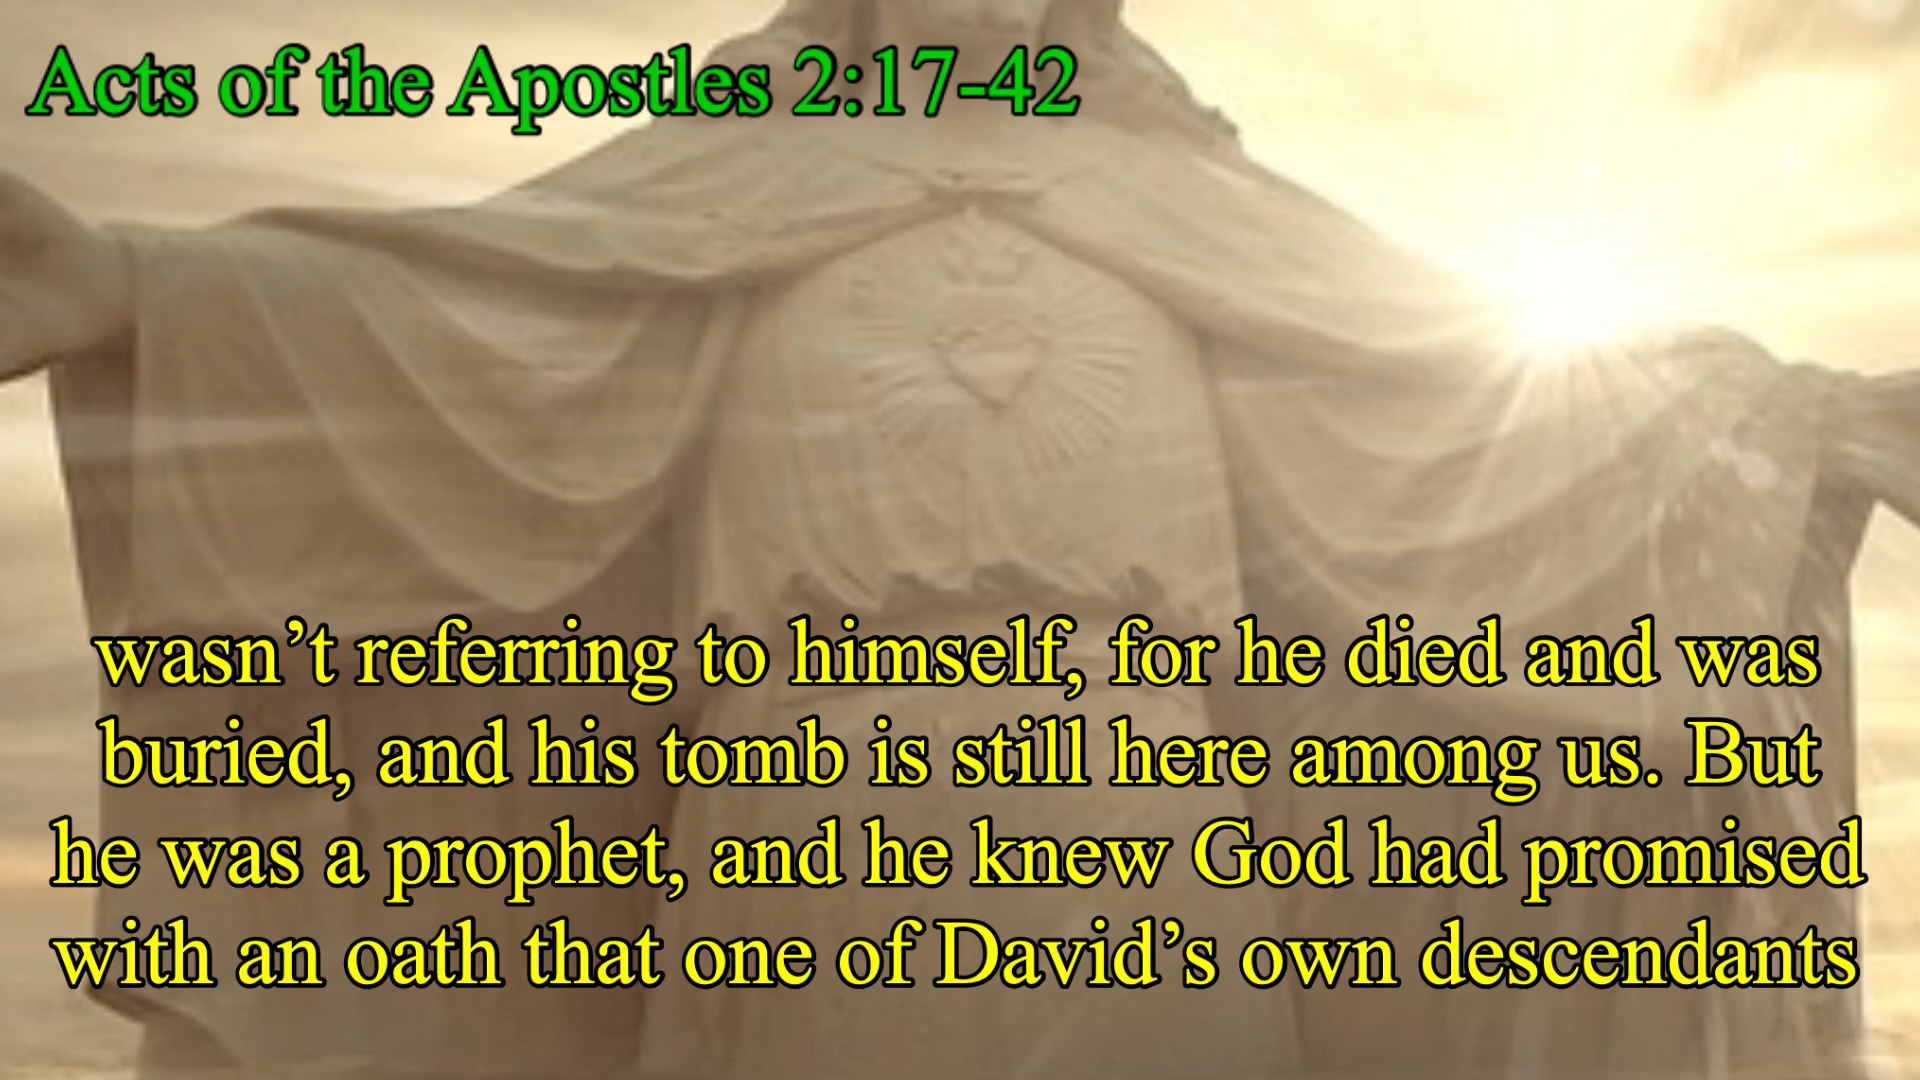 Acts of the Apostles 2:17-42
wasn’t referring to himself, for he died and was
buried, and his tomb is still here among us. But
he was a prophet, and he knew God had promised
with an oath that one of David’s own descendants